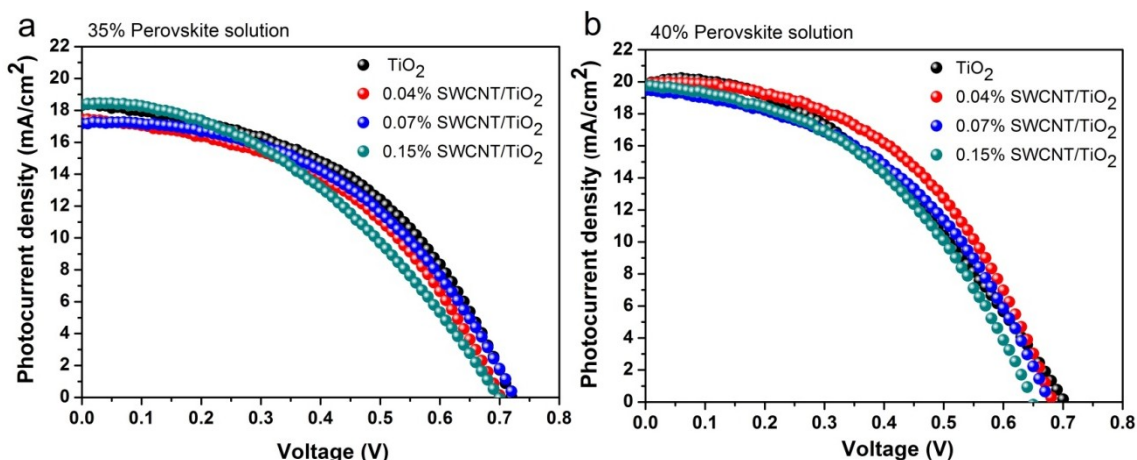 a
35% Perovskite solution
TiO₂
0.04% SWCNT/TiO₂
0.07% SWCNT/TiO₂
0.15% SWCNT/TiO₂
Photocurrent density (mA/cm²)
22
20
18
16
14
12
10
8
6
4
2
0
0.0 0.1 0.2 0.3 0.4 0.5 0.6 0.7 0.8
Voltage (V)
b
40% Perovskite solution
TiO₂
0.04% SWCNT/TiO₂
0.07% SWCNT/TiO₂
0.15% SWCNT/TiO₂
Photocurrent density (mA/cm²)
22
20
18
16
14
12
10
8
6
4
2
0
0.0 0.1 0.2 0.3 0.4 0.5 0.6 0.7 0.8
Voltage (V)